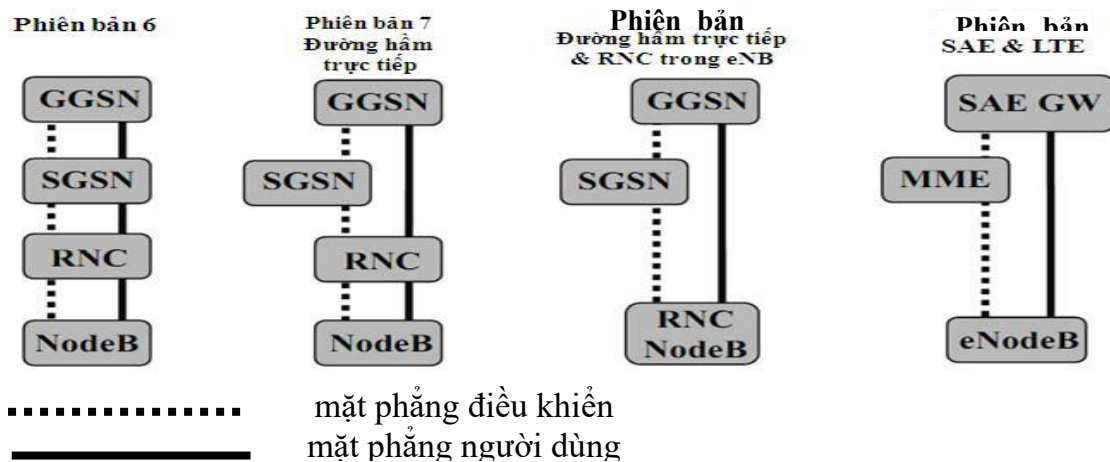 Phiên bản 6
GGSN
SGSN
RNC
NodeB
Phiên bản 7
Đường hầm
trực tiếp
GGSN
SGSN
RNC
NodeB
Phiên bản
Đường hầm trực tiếp
& RNC trong eNB
GGSN
SGSN
RNC
NodeB
Phiên bản
SAE & LTE
SAE GW
MME
eNodeB
mặt phẳng điều khiển
mặt phẳng người dùng